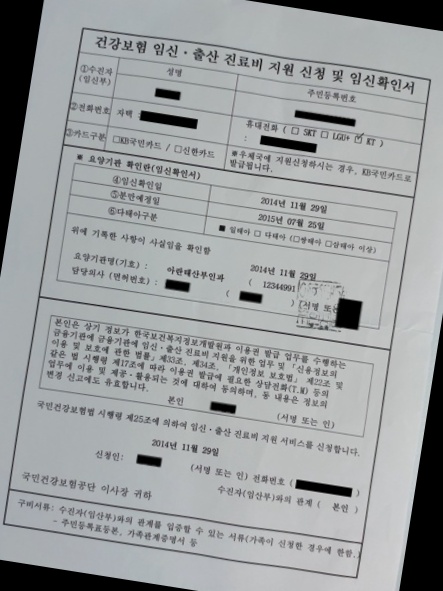 건강보험 임신·출산 진료비 지원 신청 및 임신확인서
①수진자 (임산부)
성명
주민등록번호
②전화번호
자택 :
휴대전화 ( □ SKT □ LGU+ ☑ KT )
:
③카드구분
□KB국민카드 / □신한카드
※우체국에 지원신청하시는 경우, KB국민카드로
발급됩니다.
※ 요양기관 확인란(임신확인서)
④임신확인일
2014년 11월 29일
⑤분만예정일
2015년 07월 25일
⑥다태아구분
■ 일태아 □ 다태아 (□쌍태아 □삼태아 이상)
위에 기록한 사항이 사실임을 확인함
2014년 11월 29일
요양기관명(기호) : 아란태산부인과 ( 12344991
담당의사 (면허번호) : ( ) (서명 또는
본인은 상기 정보가 한국보건복지정보개발원과 이용권 발급 업무를 수행하는
금융기관에 금융기관에 임신·출산 진료비 지원을 위한 업무 및 「신용정보의
이용 및 보호에 관한 법률」 제33조, 제34조, 「개인정보 보호법」 제22조 및
같은 법 시행령 제17조에 따라 이용권 발급에 필요한 상담전화(T.M) 등의
업무에 이용 및 제공·활용되는 것에 대하여 동의하며, 동 내용은 정보의
변경 신고에도 유효합니다.
본인 (서명 또는 인)
국민건강보험법 시행령 제25조에 의하여 임신·출산 진료비 지원 서비스를 신청합니다.
2014년 11월 29일
신청인: (서명 또는 인) 전화번호 ( )
수진자(임산부)와의 관계 ( 본인 )
국민건강보험공단 이사장 귀하
구비서류: 수진자(임산부)와의 관계를 입증할 수 있는 서류(가족이 신청한 경우에 한함.)
- 주민등록표등본, 가족관계증명서 등